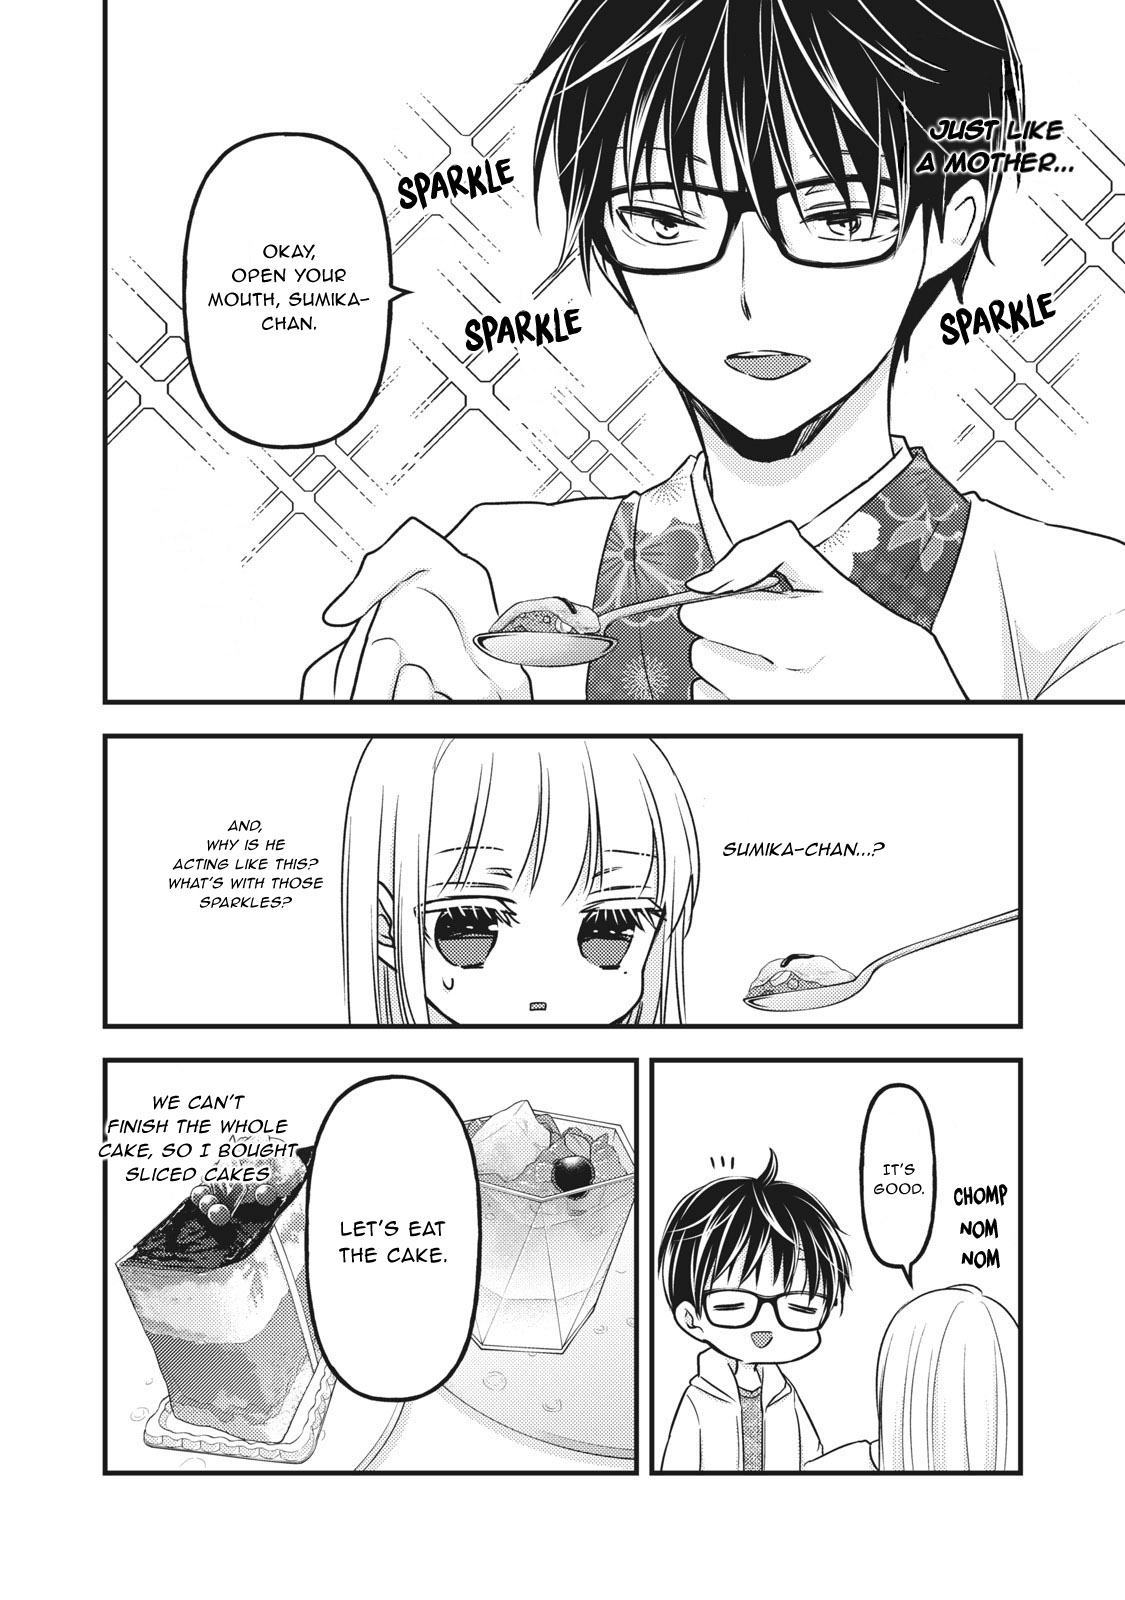 JUST LIKE
A MOTHER...
SPARKLE
SPARKLE
SPARKLE
OKAY,
OPEN YOUR
MOUTH, SUMIKA-
CHAN.
SUMIKA-CHAN...?
AND,
WHY IS HE
ACTING LIKE THIS?
WHAT'S WITH THOSE
SPARKLES?
IT'S
GOOD.
CHOMP
NOM
NOM
LET'S EAT
THE CAKE.
WE CAN'T
FINISH THE WHOLE
CAKE, SO I BOUGHT
SLICED CAKES